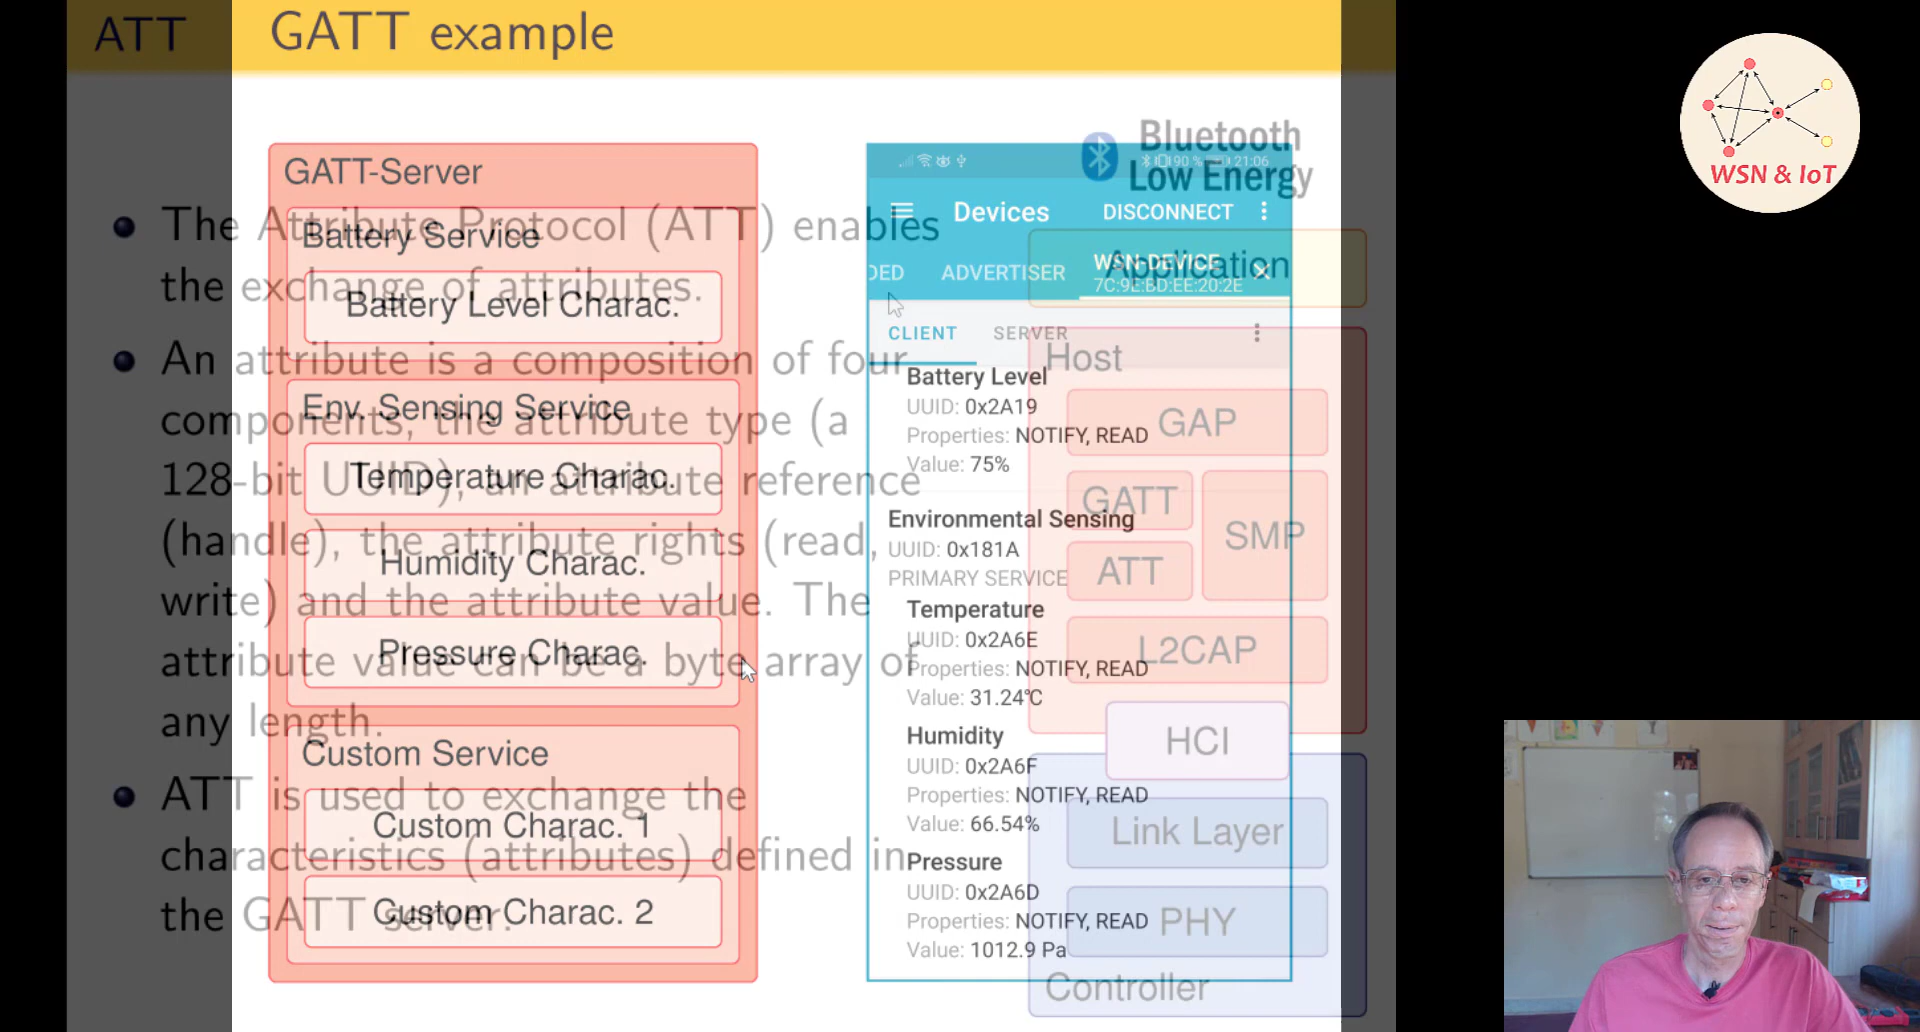 ATT
GATT example
GATT-Server
Battery Service
Battery Level Charac.
Env. Sensing Service
Temperature Charac.
Humidity Charac.
Pressure Charac.
Custom Service
Custom Charac. 1
Custom Charac. 2
The Attribute Protocol (ATT) enables
the exchange of attributes.
An attribute is a composition of four
components, the attribute type (a
128-bit UUID), an attribute reference
(handle), the attribute rights (read,
write) and the attribute value. The
attribute value can be a byte array of
any length.
ATT is used to exchange the
characteristics (attributes) defined in
the GATT server.
90 % 21:06
Devices
DISCONNECT
DED
ADVERTISER
WSN-DEVICE
7C:9E:BD:EE:20:2E
CLIENT
SERVER
Battery Level
UUID: 0x2A19
Properties: NOTIFY, READ
Value: 75%
Environmental Sensing
UUID: 0x181A
PRIMARY SERVICE
Temperature
UUID: 0x2A6E
Properties: NOTIFY, READ
Value: 31.24°C
Humidity
UUID: 0x2A6F
Properties: NOTIFY, READ
Value: 66.54%
Pressure
UUID: 0x2A6D
Properties: NOTIFY, READ
Value: 1012.9 Pa
Bluetooth
Low Energy
Application
Host
GAP
GATT
SMP
ATT
L2CAP
HCI
Link Layer
PHY
Controller
WSN & IoT